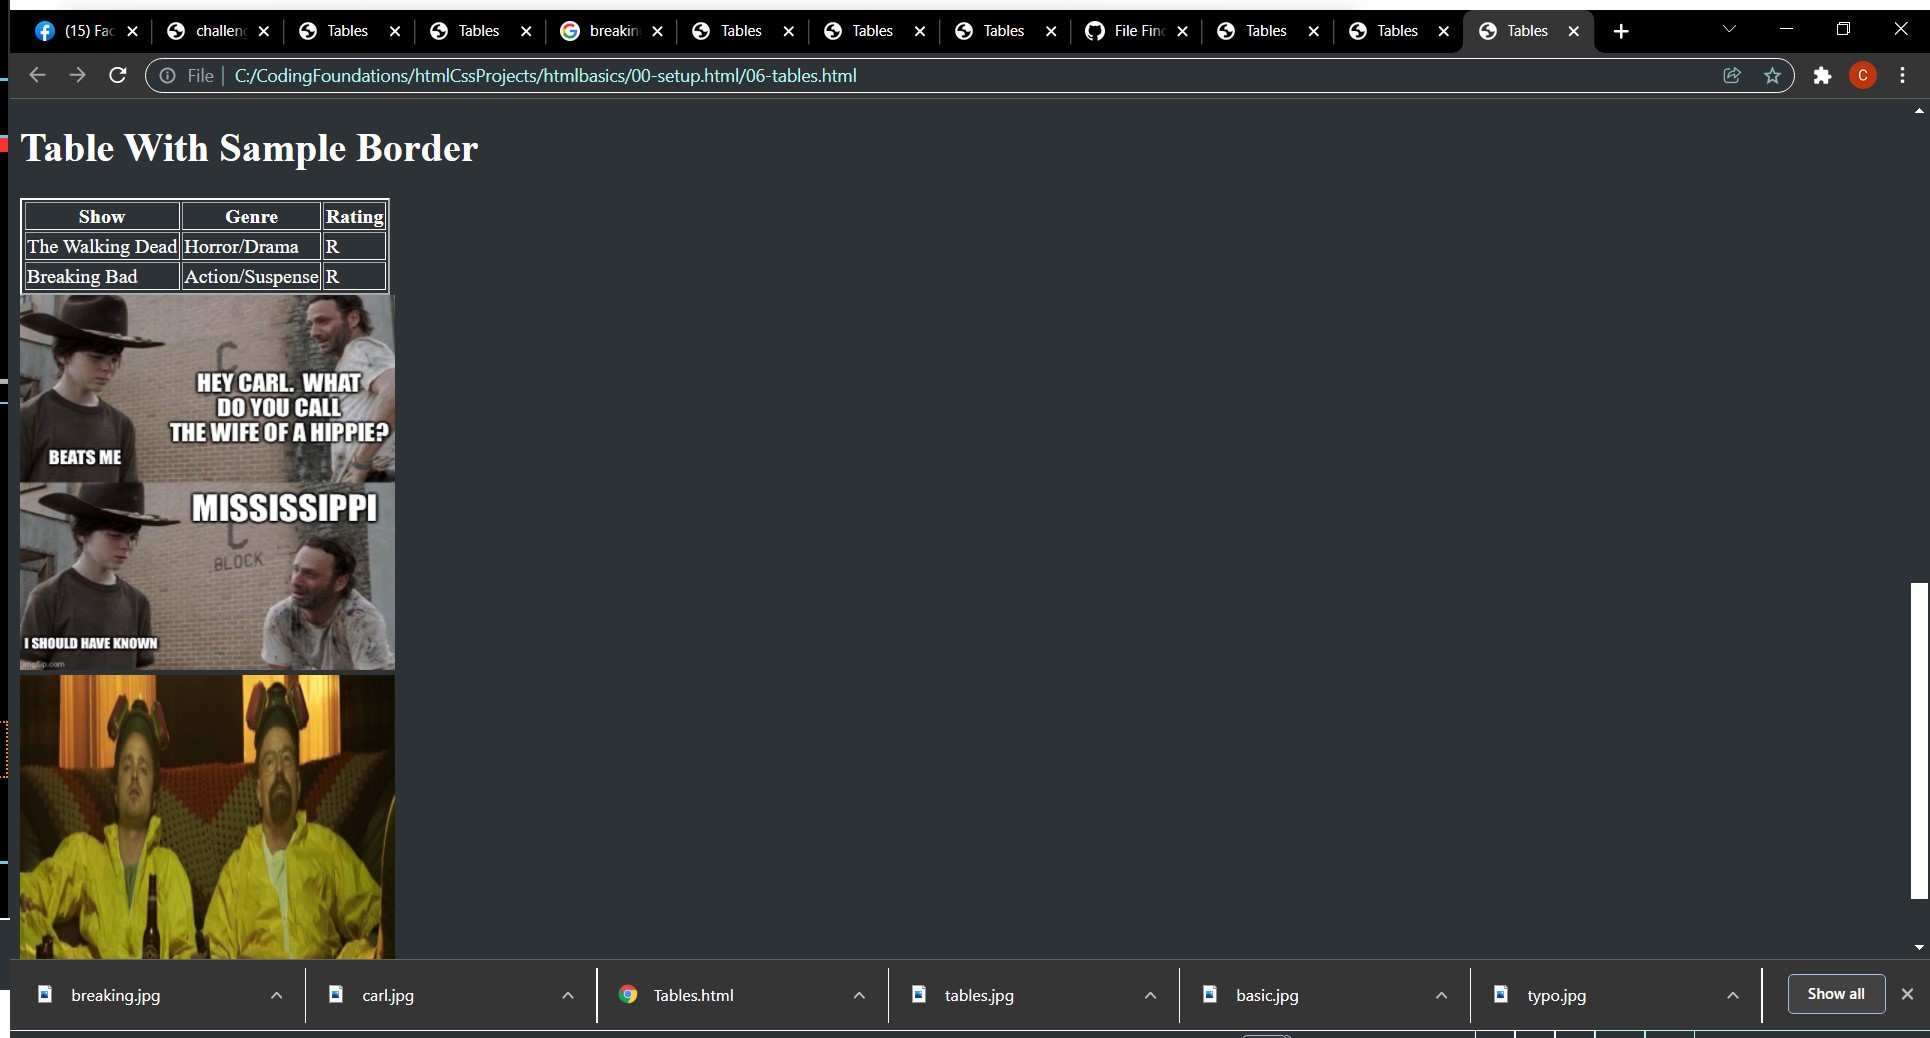 (15) Fac
challeng
Tables
Tables
breakin
Tables
Tables
Tables
File Find
Tables
Tables
Tables
File
C:/CodingFoundations/htmlCssProjects/htmlbasics/00-setup.html/06-tables.html
C
Table With Sample Border
Show Genre Rating
The Walking Dead Horror/Drama R
Breaking Bad Action/Suspense R
C
HEY CARL. WHAT
DO YOU CALL
THE WIFE OF A HIPPIE?
BEATS ME
MISSISSIPPI
C
BLOCK
I SHOULD HAVE KNOWN
imgflip.com
breaking.jpg
carl.jpg
Tables.html
tables.jpg
basic.jpg
typo.jpg
Show all